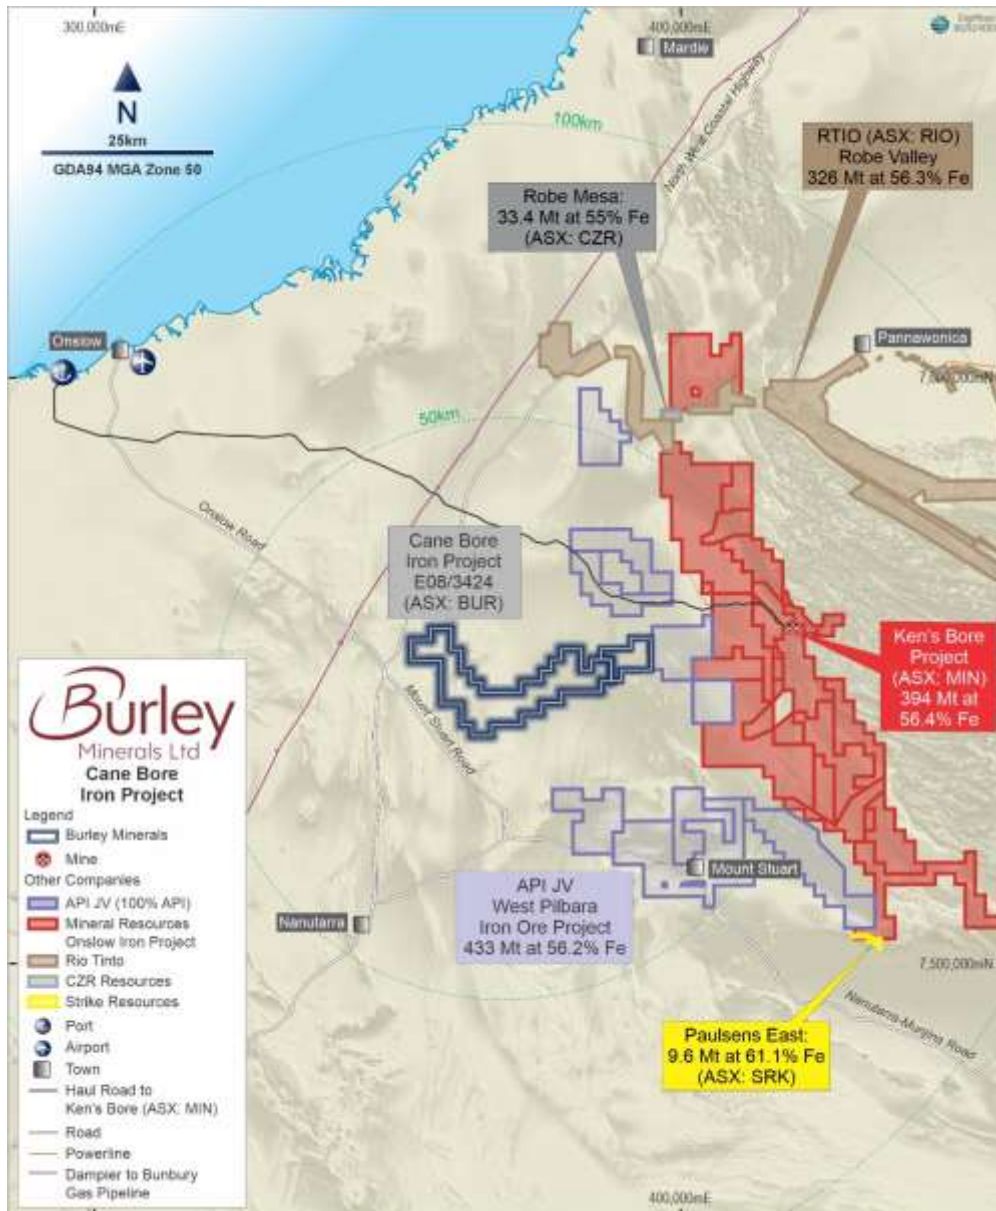 300,000mE
400,000mE
Mardie
N
25km
GDA94 MGA Zone 50
100km
North West Coastal Highway
RTIO (ASX: RIO)
Robe Valley
326 Mt at 56.3% Fe
Robe Mesa:
33.4 Mt at 55% Fe
(ASX: CZR)
Onslow
Pannawonica
50km
Onslow Road
Cane Bore
Iron Project
E08/3424
(ASX: BUR)
Ken's Bore
Project
(ASX: MIN)
394 Mt at
56.4% Fe
Mount Stuart Road
Burley
Minerals Ltd
Cane Bore
Iron Project
Legend
Burley Minerals
Mine
Other Companies
API JV (100% API)
Mineral Resources
Onslow Iron Project
Rio Tinto
CZR Resources
Strike Resources
Port
Airport
Town
Haul Road to
Ken's Bore (ASX: MIN)
Road
Powerline
Dampier to Bunbury
Gas Pipeline
Mount Stuart
API JV
West Pilbara
Iron Ore Project
433 Mt at 56.2% Fe
Nanutarra
7,500,000mN
Nanutarra-Munjina Road
Paulsens East:
9.6 Mt at 61.1% Fe
(ASX: SRK)
400,000mE